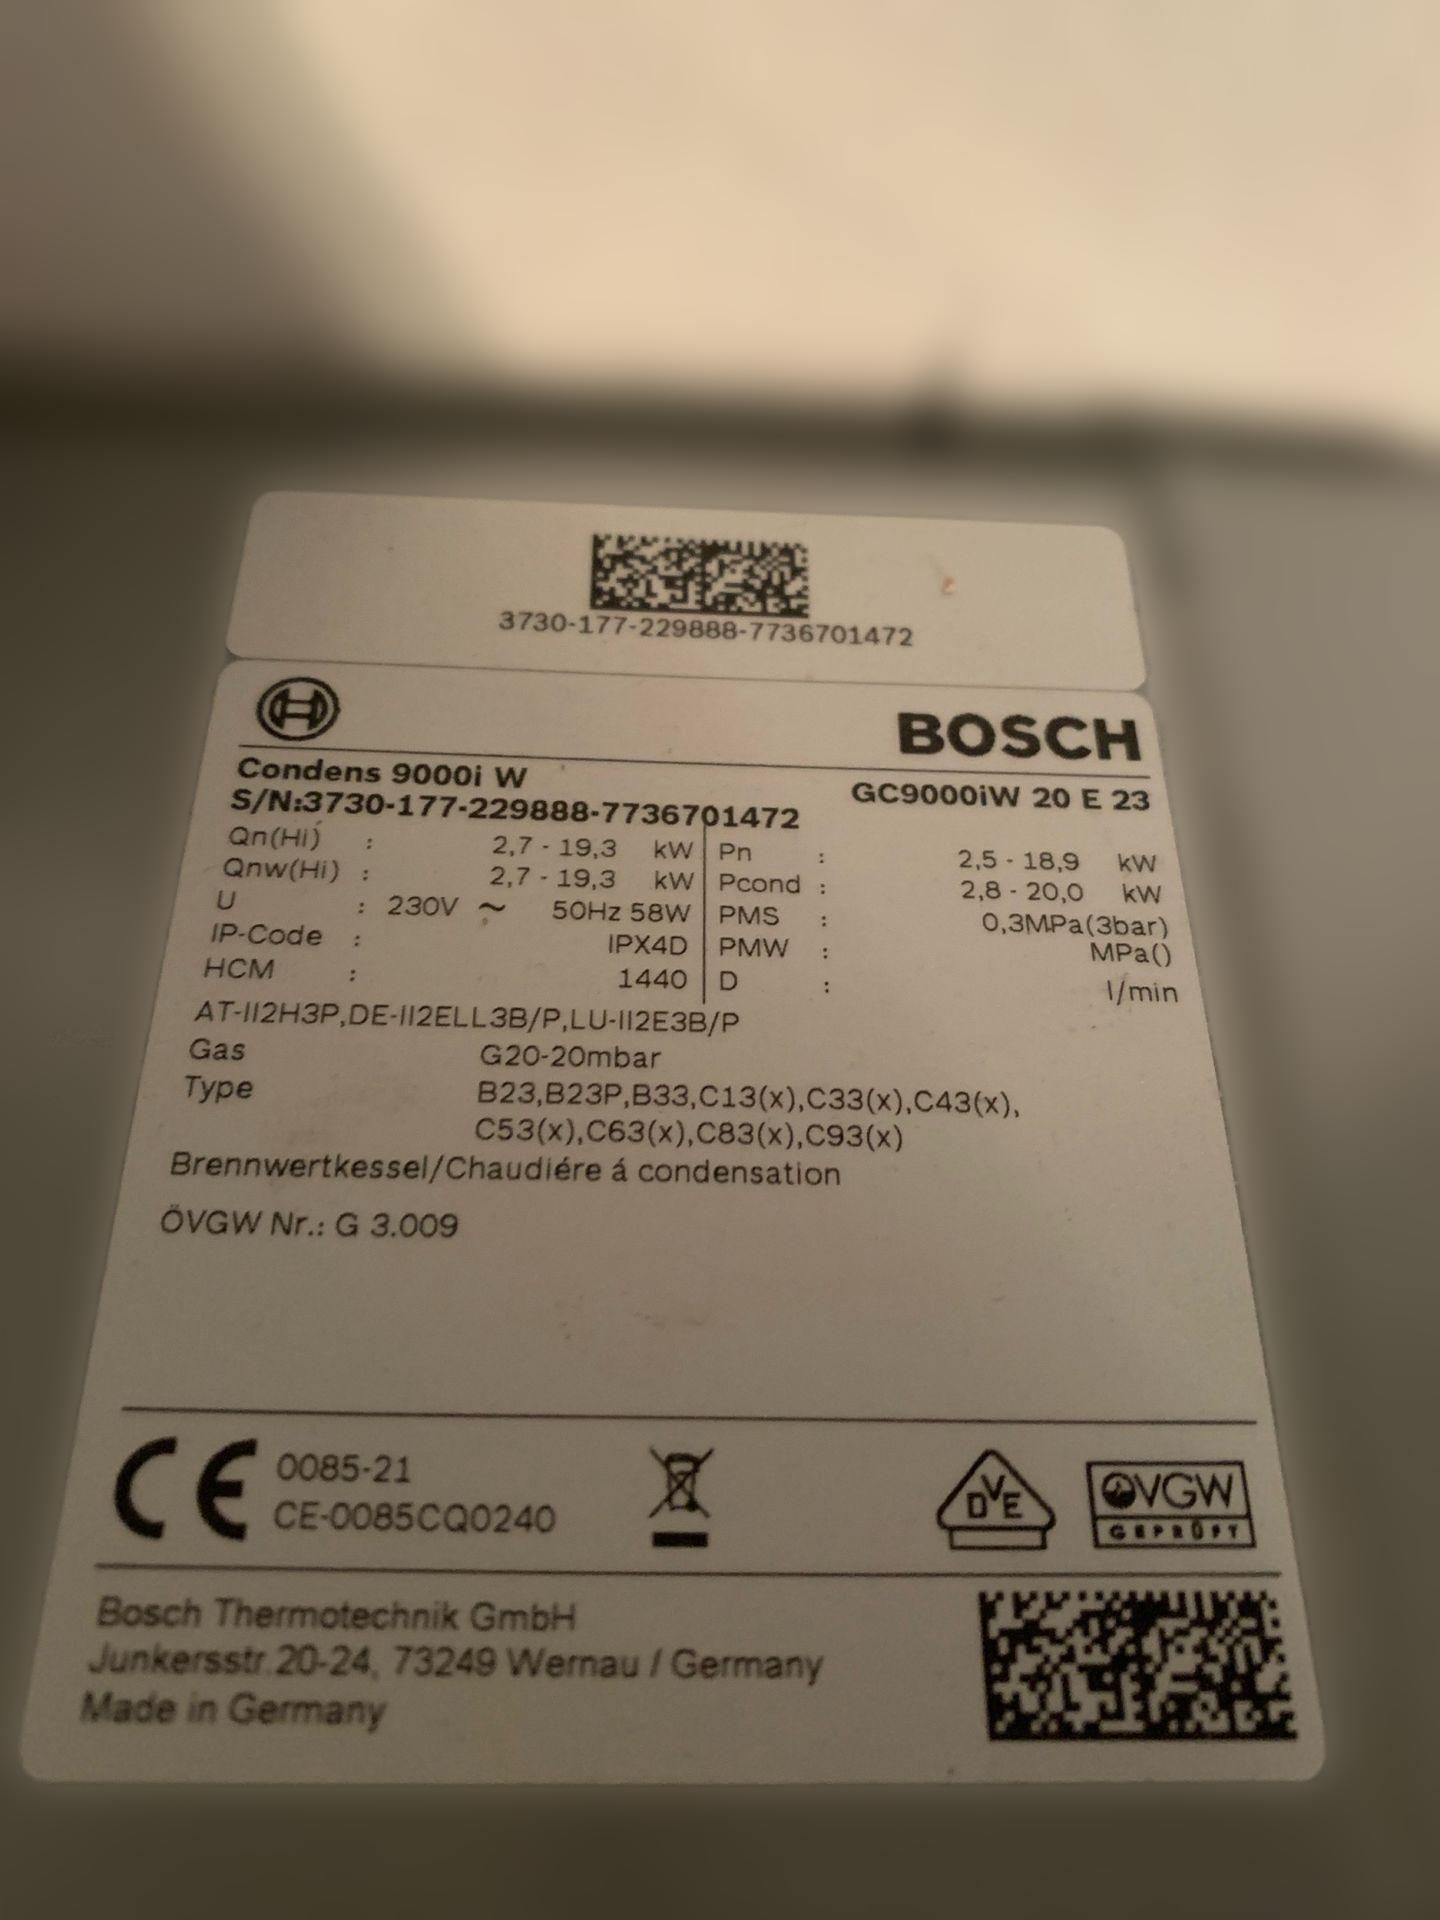 3730-177-229888-7736701472
BOSCH
Condens 9000i W GC9000iW 20 E 23
S/N:3730-177-229888-7736701472
Qn(Hi) : 2,7 - 19,3 kW Pn : 2,5 - 18,9 kW
Qnw(Hi) : 2,7 - 19,3 kW Pcond : 2,8 - 20,0 kW
U : 230V ~ 50Hz 58W PMS : 0,3MPa(3bar)
IP-Code : IPX4D PMW : MPa()
HCM : 1440 D : l/min
AT-II2H3P,DE-II2ELL3B/P,LU-II2E3B/P
Gas G20-20mbar
Type B23,B23P,B33,C13(x),C33(x),C43(x),
C53(x),C63(x),C83(x),C93(x)
Brennwertkessel/Chaudiére á condensation
ÖVGW Nr.: G 3.009
CE 0085-21
CE-0085CQ0240
DVE
ÖVGW
GEPRÜFT
Bosch Thermotechnik GmbH
Junkersstr.20-24, 73249 Wernau / Germany
Made in Germany